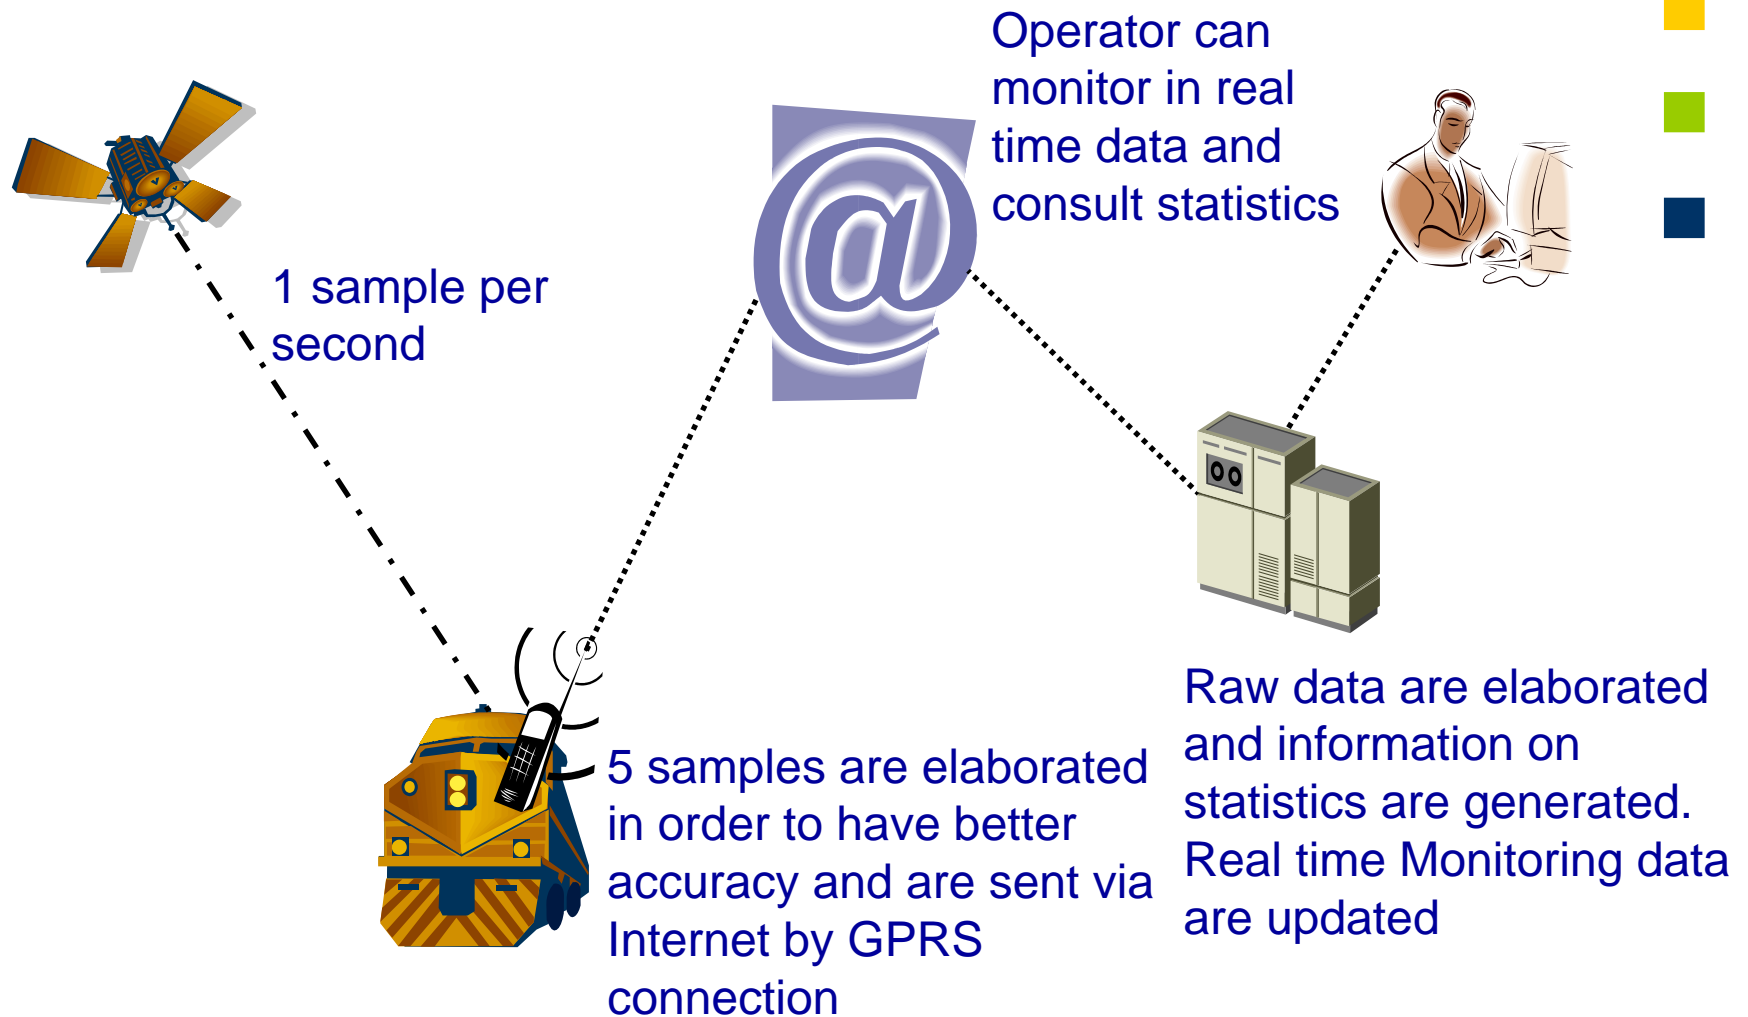 Operator can
monitor in real
time data and
consult statistics
@
1 sample per
second
5 samples are elaborated
in order to have better
accuracy and are sent via
Internet by GPRS
connection
Raw data are elaborated
and information on
statistics are generated.
Real time Monitoring data
are updated